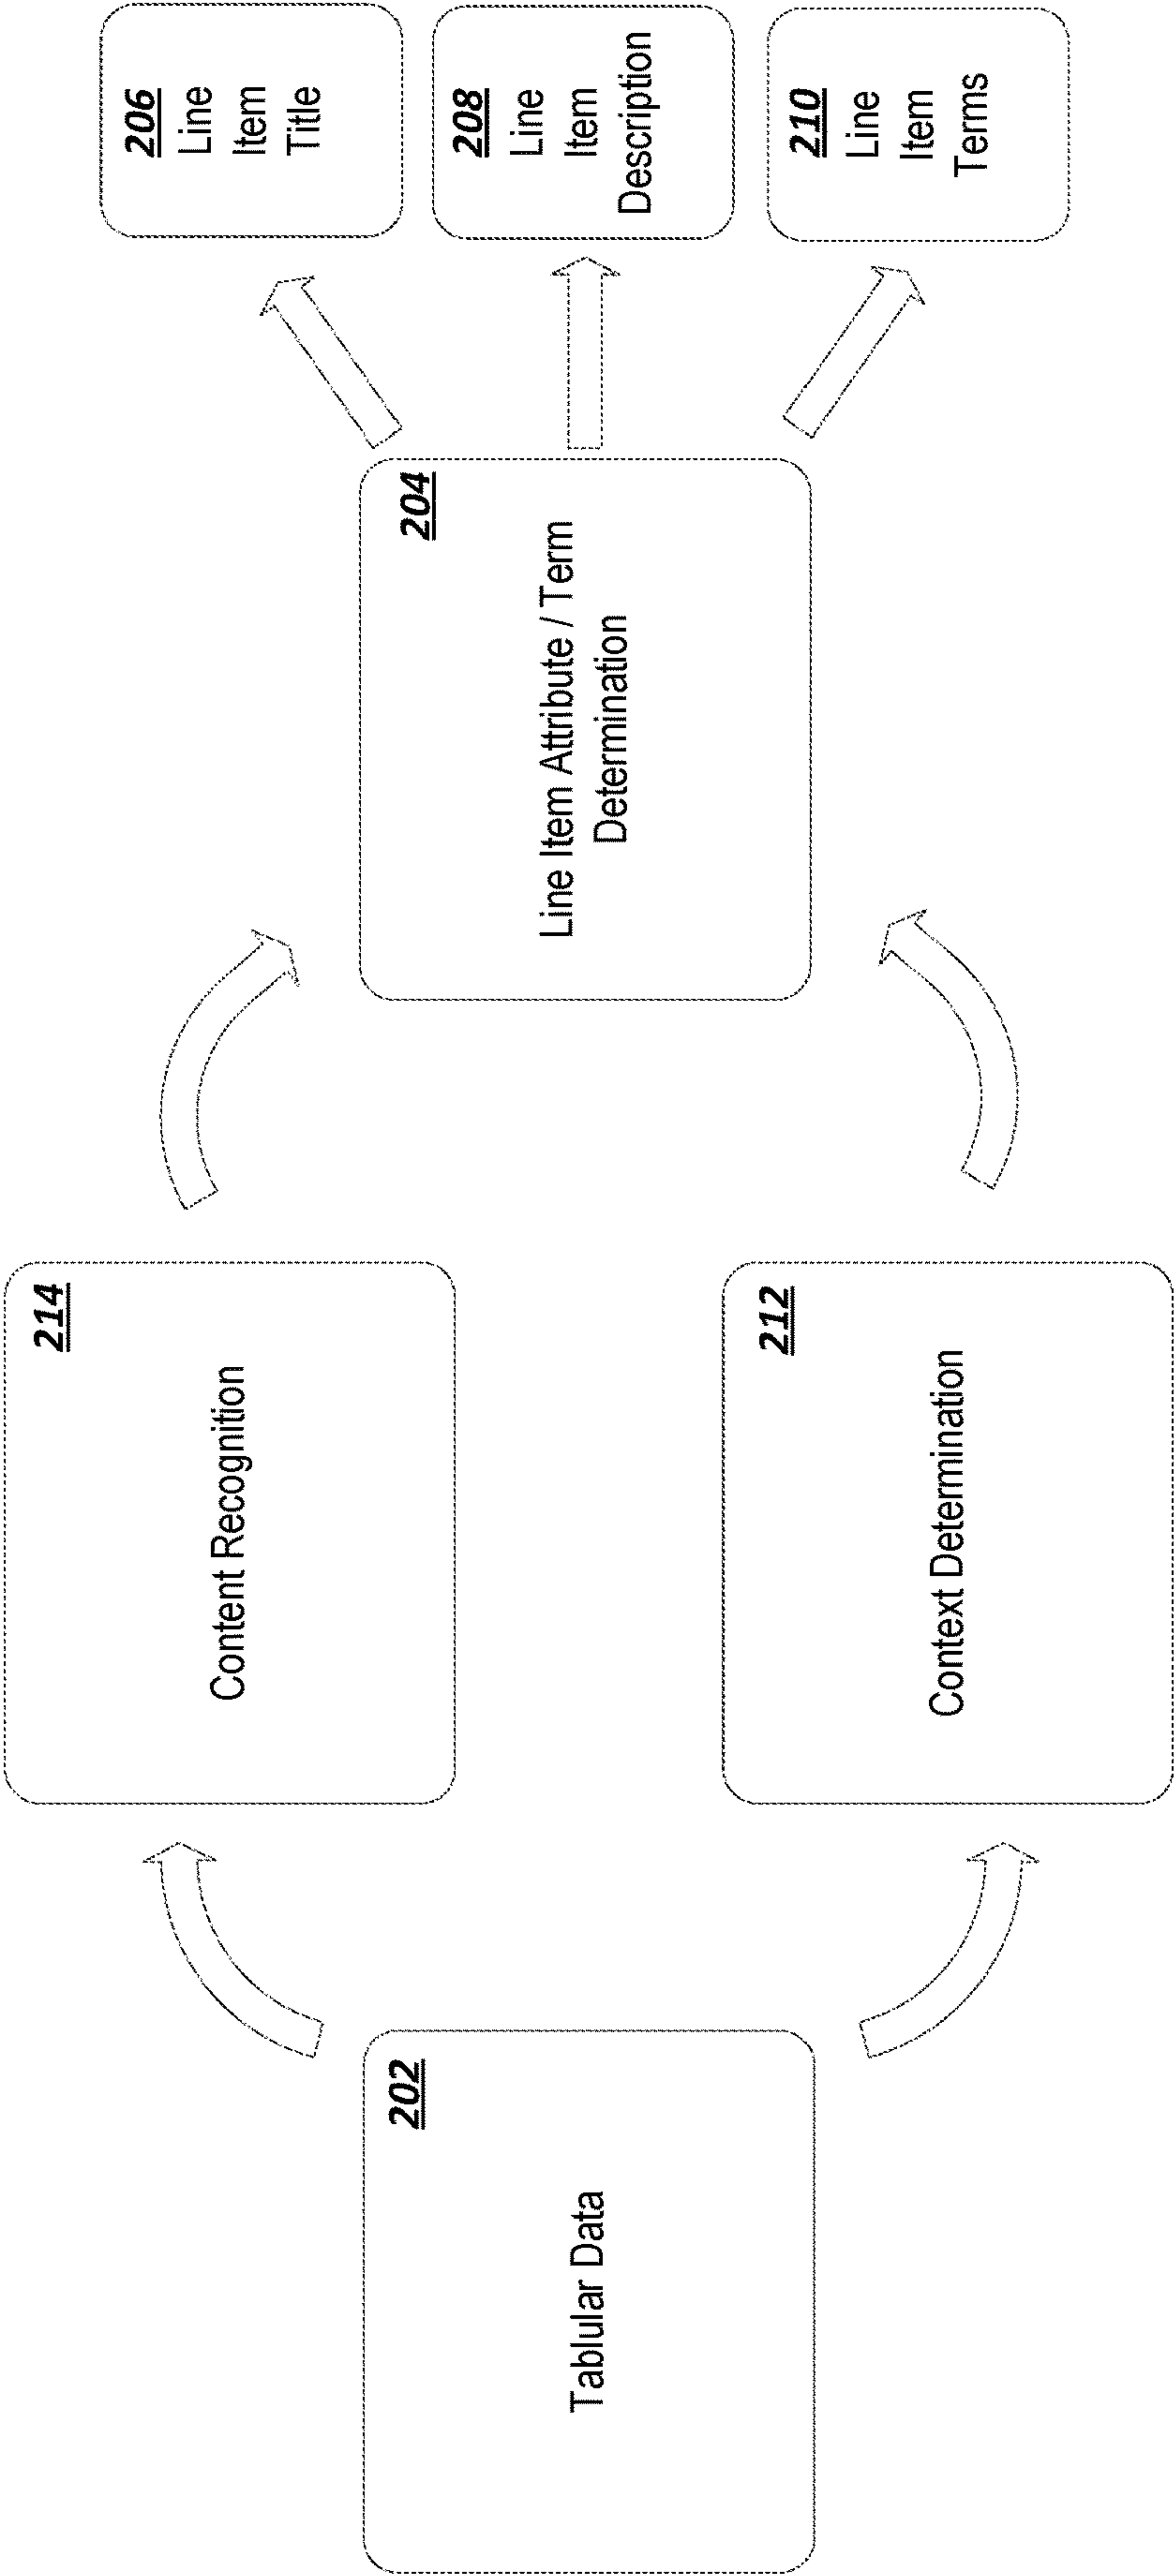 202
Tablular Data
214
Content Recognition
212
Context Determination
204
Line Item Attribute / Term
Determination
206
Line
Item
Title
208
Line
Item
Description
210
Line
Item
Terms